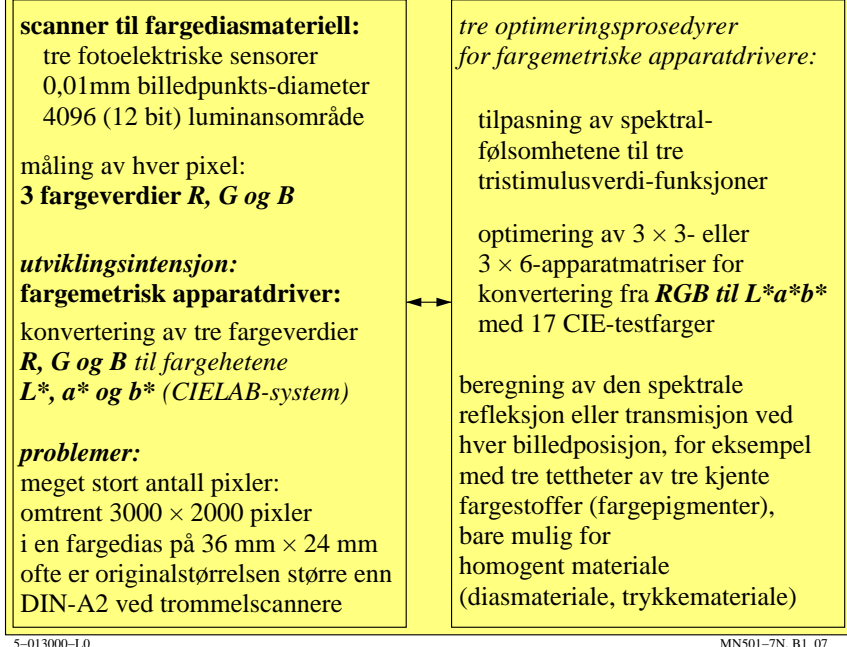 scanner til fargediasmateriell:
tre fotoelektriske sensorer
0,01mm billedpunkts-diameter
4096 (12 bit) luminansområde
måling av hver pixel:
3 fargeverdier R, G og B
utviklingsintensjon:
fargemetrisk apparatdriver:
konvertering av tre fargeverdier
R, G og B til fargehetene
L*, a* og b* (CIELAB-system)
problemer:
meget stort antall pixler:
omtrent 3000 × 2000 pixler
i en fargedias på 36 mm × 24 mm
ofte er originalstørrelsen større enn
DIN-A2 ved trommelscannere
tre optimeringsprosedyrer
for fargemetriske apparatdrivere:
tilpasning av spektral-
følsomhetene til tre
tristimulusverdi-funksjoner
optimering av 3 × 3- eller
3 × 6-apparatmatriser for
konvertering fra RGB til L*a*b*
med 17 CIE-testfarger
beregning av den spektrale
refleksjon eller transmisjon ved
hver billedposisjon, for eksempel
med tre tettheter av tre kjente
fargestoffer (fargepigmenter),
bare mulig for
homogent materiale
(diasmateriale, trykkemateriale)
5–013000–L0
MN501–7N, B1_07